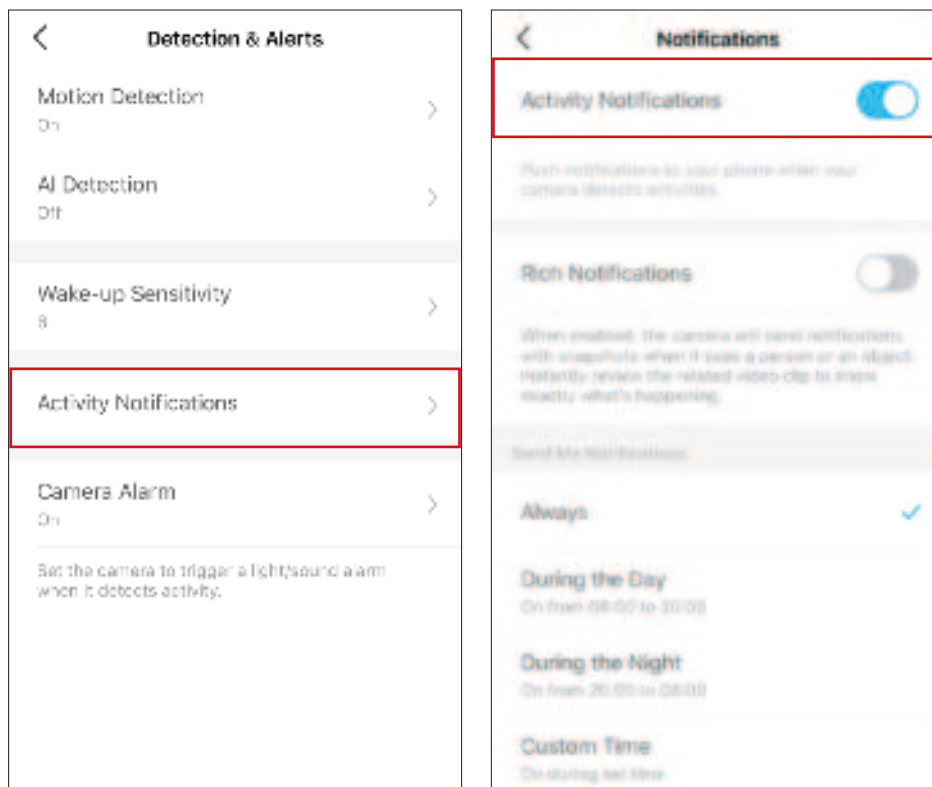 Detection & Alerts
Motion Detection
On
AI Detection
Off
Wake-up Sensitivity
8
Activity Notifications
Camera Alarm
On
Set the camera to trigger a light/sound alarm
when it detects activity.
Notifications
Activity Notifications
Push notifications to your phone when your
camera detects activities.
Rich Notifications
When enabled, the camera will send notifications
with snapshots when it sees a person or an object.
Instantly review the related video clip to know
exactly what's happening.
Send Me Notifications
Always
During the Day
On from 08:00 to 20:00
During the Night
On from 20:00 to 08:00
Custom Time
On during set time